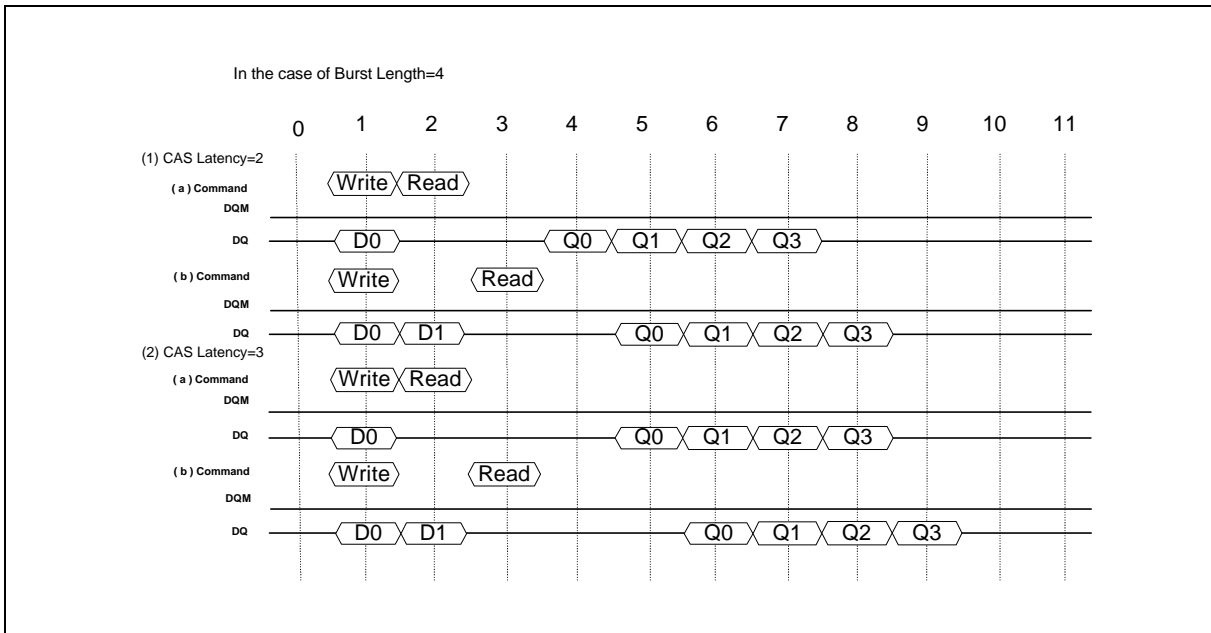 In the case of Burst Length=4
0 1 2 3 4 5 6 7 8 9 10 11
(1) CAS Latency=2
( a ) Command Write Read
DQM
DQ D0 Q0 Q1 Q2 Q3
( b ) Command Write Read
DQM
DQ D0 D1 Q0 Q1 Q2 Q3
(2) CAS Latency=3
( a ) Command Write Read
DQM
DQ D0 Q0 Q1 Q2 Q3
( b ) Command Write Read
DQM
DQ D0 D1 Q0 Q1 Q2 Q3